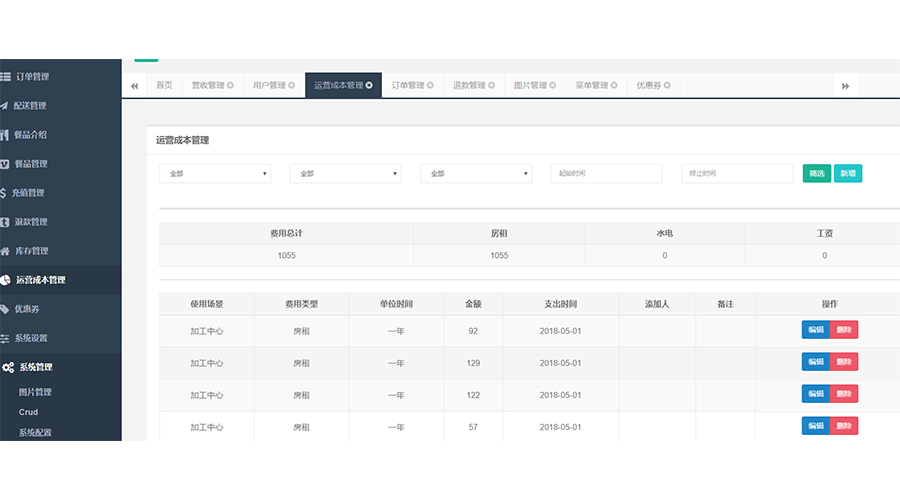 订单管理
配送管理
餐品介绍
餐品管理
充值管理
退款管理
库存管理
运营成本管理
优惠券
系统设置
系统管理
图片管理
Crud
系统配置
首页 营收管理 用户管理 运营成本管理 订单管理 退款管理 图片管理 菜单管理 优惠券
运营成本管理
全部 全部 全部 起始时间 终止时间 筛选 新增
费用总计 房租 水电 工资
1055 1055 0 0
使用场景 费用类型 单位时间 金额 支出时间 添加人 备注 操作
加工中心 房租 一年 92 2018-05-01 编辑 删除
加工中心 房租 一年 129 2018-05-01 编辑 删除
加工中心 房租 一年 122 2018-05-01 编辑 删除
加工中心 房租 一年 57 2018-05-01 编辑 删除